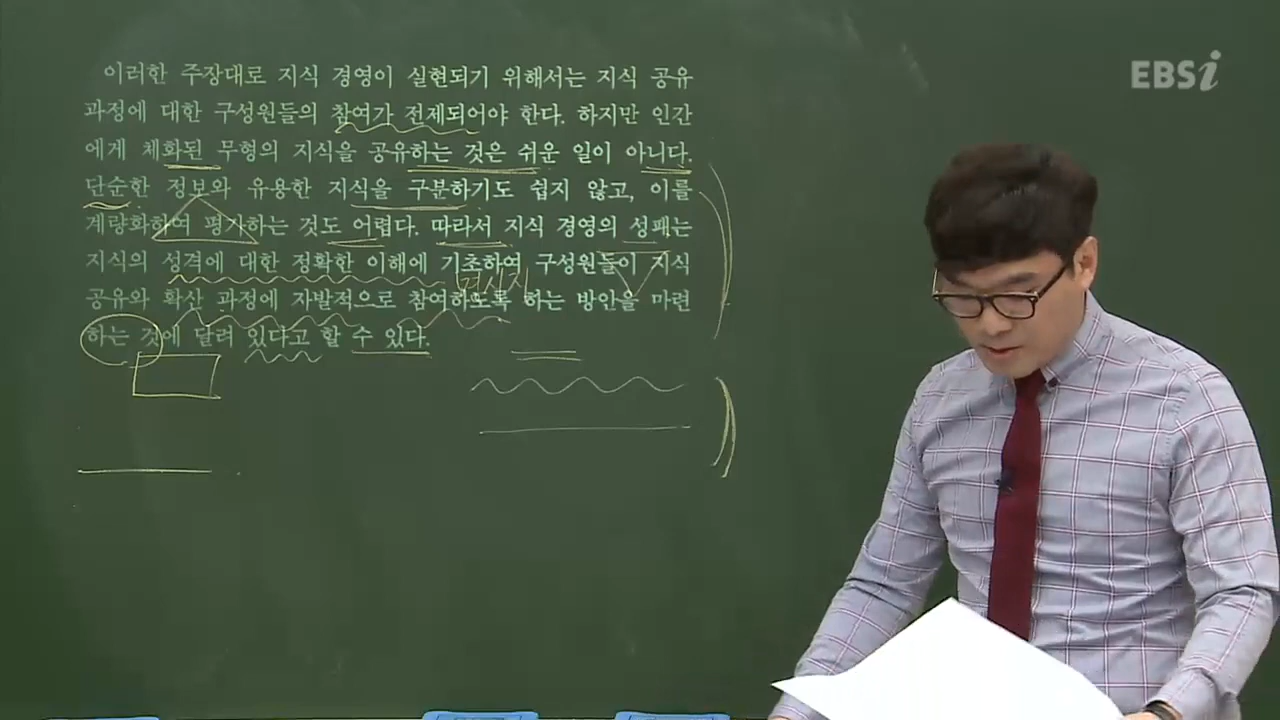 이러한 주장대로 지식 경영이 실현되기 위해서는 지식 공유
과정에 대한 구성원들의 참여가 전제되어야 한다. 하지만 인간
에게 체화된 무형의 지식을 공유하는 것은 쉬운 일이 아니다.
단순한 정보와 유용한 지식을 구분하기도 쉽지 않고, 이를
계량화하여 평가하는 것도 어렵다. 따라서 지식 경영의 성패는
지식의 성격에 대한 정확한 이해에 기초하여 구성원들이 지식
공유와 확산 과정에 자발적으로 참여하도록 하는 방안을 마련
하는 것에 달려 있다고 할 수 있다.
EBSi